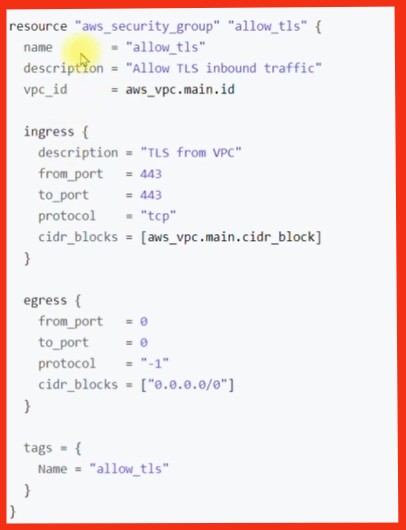 resource "aws_security_group" "allow_tls" {
  name        = "allow_tls"
  description = "Allow TLS inbound traffic"
  vpc_id      = aws_vpc.main.id

  ingress {
    description = "TLS from VPC"
    from_port   = 443
    to_port     = 443
    protocol    = "tcp"
    cidr_blocks = [aws_vpc.main.cidr_block]
  }

  egress {
    from_port   = 0
    to_port     = 0
    protocol    = "-1"
    cidr_blocks = ["0.0.0.0/0"]
  }

  tags = {
    Name = "allow_tls"
  }
}